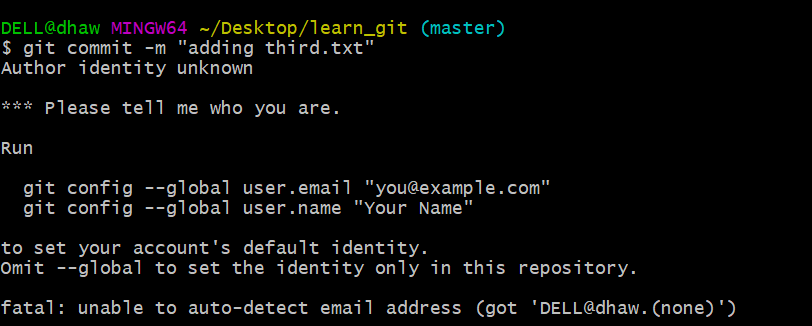 DELL@dhaw MINGW64 ~/Desktop/learn_git (master)
$ git commit -m "adding third.txt"
Author identity unknown
*** Please tell me who you are.
Run
git config --global user.email "you@example.com"
git config --global user.name "Your Name"
to set your account's default identity.
Omit --global to set the identity only in this repository.
fatal: unable to auto-detect email address (got 'DELL@dhaw.(none)')